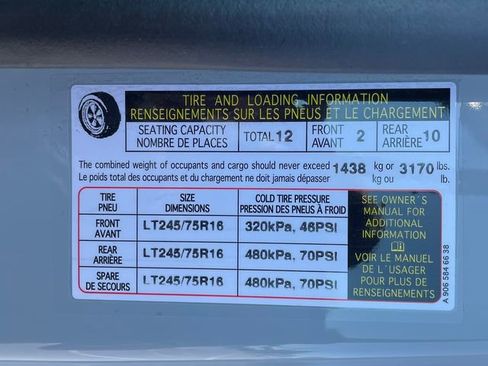 TIRE AND LOADING INFORMATION
RENSEIGNEMENTS SUR LES PNEUS ET LE CHARGEMENT
SEATING CAPACITY TOTAL 12 FRONT 2 REAR 10
NOMBRE DE PLACES AVANT ARRIÈRE
The combined weight of occupants and cargo should never exceed 1438 kg or 3170 lbs.
Le poids total des occupants et du chargement ne doit jamais dépasser kg ou lb.
TIRE SIZE COLD TIRE PRESSURE
PNEU DIMENSIONS PRESSION DES PNEUS À FROID
FRONT
AVANT LT245/75R16 320kPa, 46PSI
REAR
ARRIÈRE LT245/75R16 480kPa, 70PSI
SPARE
DE SECOURS LT245/75R16 480kPa, 70PSI
SEE OWNER´S
MANUAL FOR
ADDITIONAL
INFORMATION
VOIR LE MANUEL
DE L´USAGER
POUR PLUS DE
RENSEIGNEMENTS
A 906 584 66 38